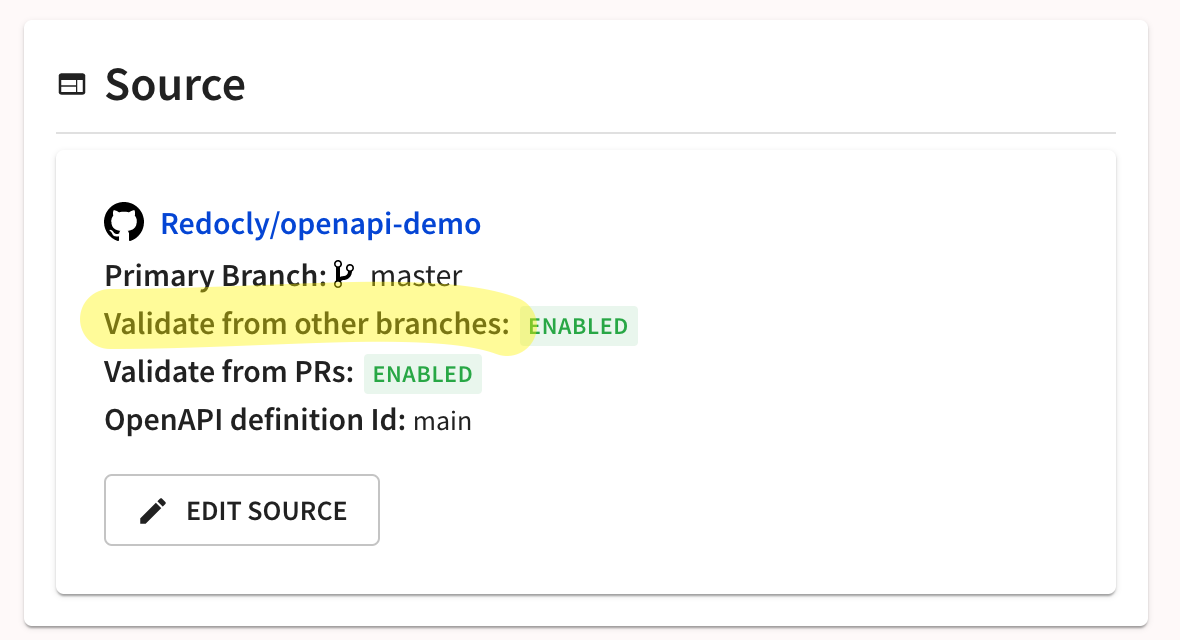 Source
Redocly/openapi-demo
Primary Branch: master
Validate from other branches: ENABLED
Validate from PRs: ENABLED
OpenAPI definition Id: main
EDIT SOURCE